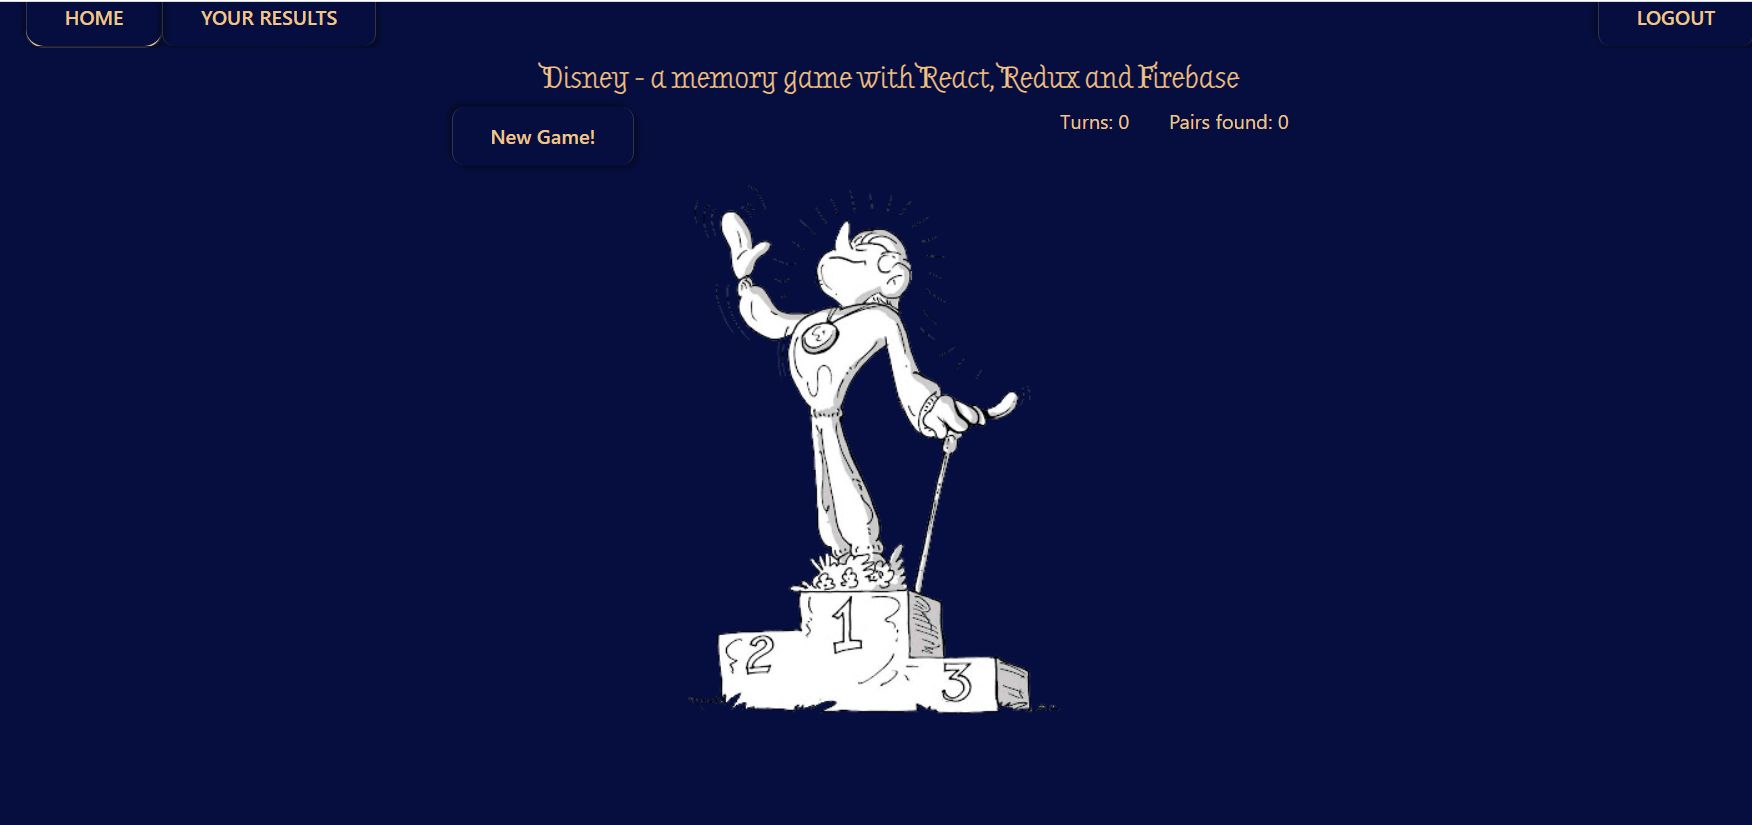 HOME YOUR RESULTS LOGOUT
Disney - a memory game with React, Redux and Firebase
New Game! Turns: 0 Pairs found: 0
1
2
3